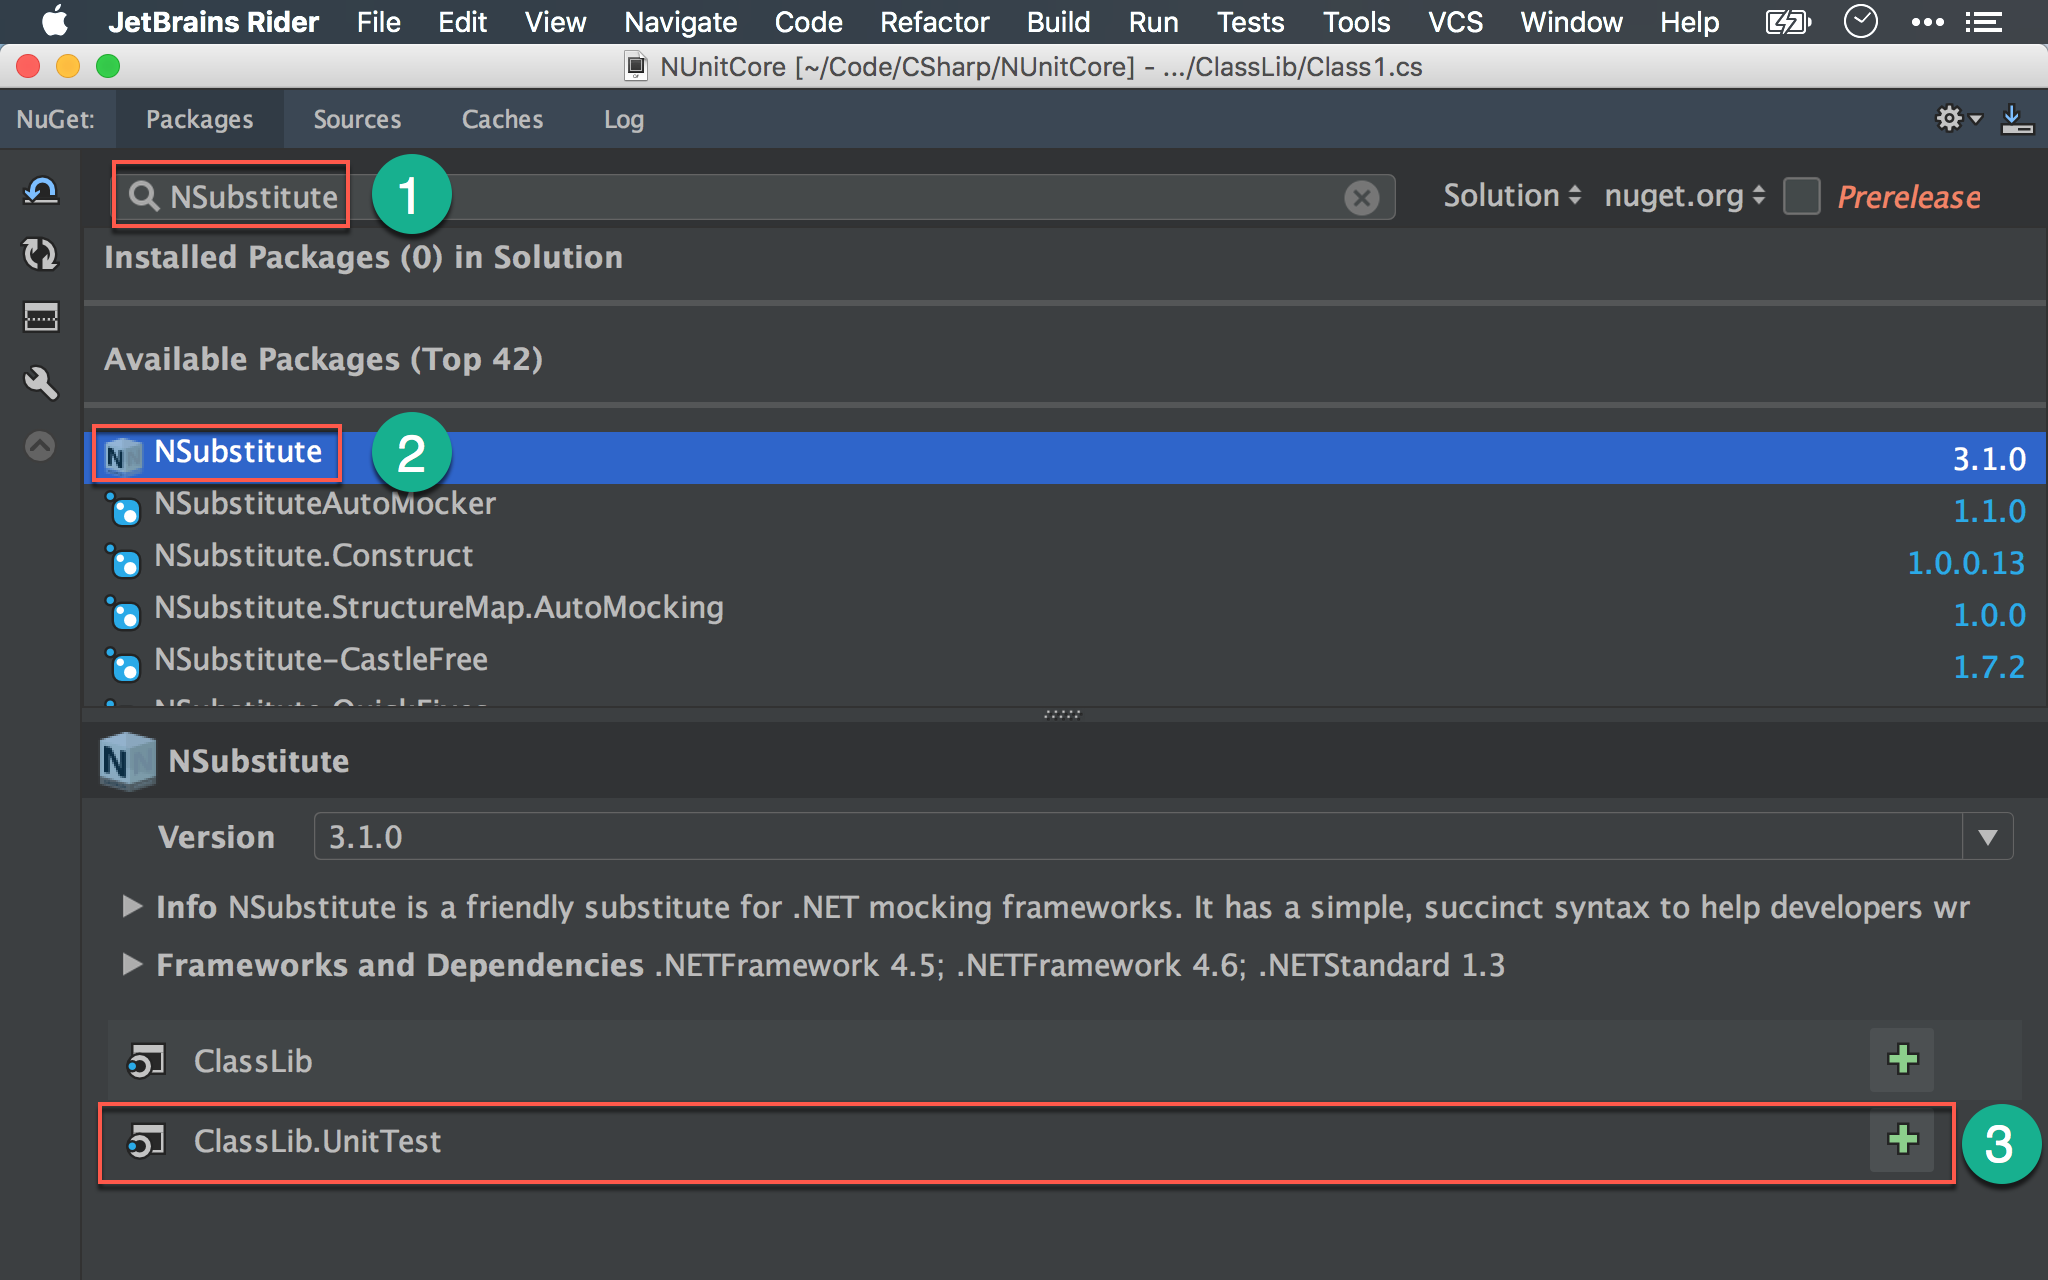 JetBrains Rider File Edit View Navigate Code Refactor Build Run Tests Tools VCS Window Help
NUnitCore [~/Code/CSharp/NUnitCore] - .../ClassLib/Class1.cs
NuGet: Packages Sources Caches Log
NSubstitute 1 Solution nuget.org Prerelease
Installed Packages (0) in Solution
Available Packages (Top 42)
NSubstitute 2 3.1.0
NSubstituteAutoMocker 1.1.0
NSubstitute.Construct 1.0.0.13
NSubstitute.StructureMap.AutoMocking 1.0.0
NSubstitute-CastleFree 1.7.2
NSubstitute
Version 3.1.0
Info NSubstitute is a friendly substitute for .NET mocking frameworks. It has a simple, succinct syntax to help developers wr
Frameworks and Dependencies .NETFramework 4.5; .NETFramework 4.6; .NETStandard 1.3
ClassLib
ClassLib.UnitTest 3